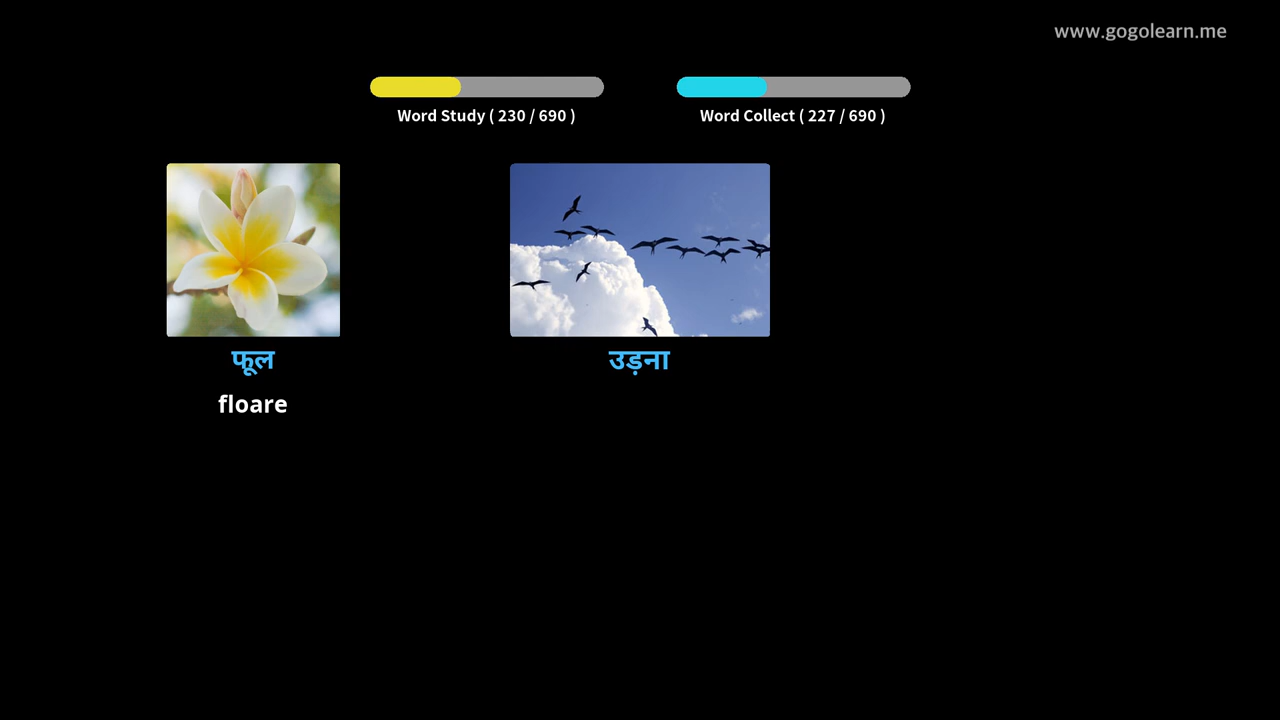 www.gogolearn.me
Word Study ( 230 / 690 )
Word Collect ( 227 / 690 )
फूल
उड़ना
floare